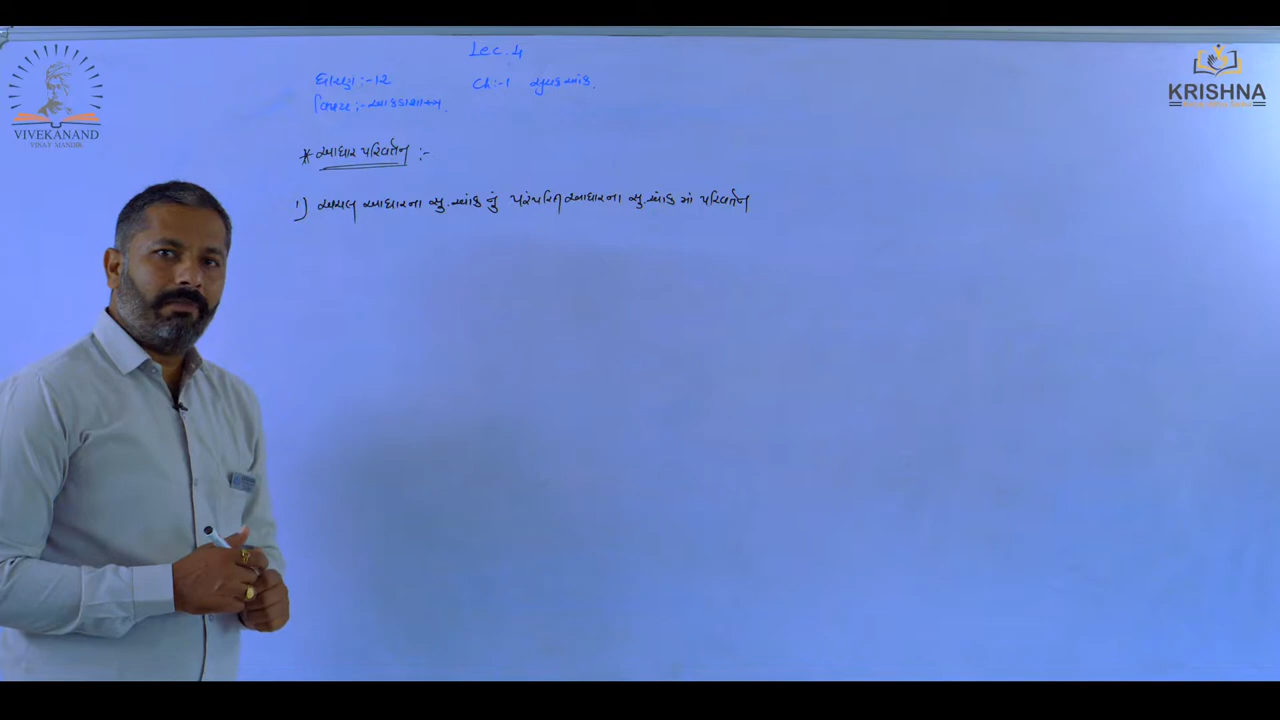 Lec. 4
ધોરણ :- 12 Ch :- 1 સૂચકઆંક.
વિષય :- આંકડાશાસ્ત્ર.
* આધાર પરિવર્તન :-
1) અચલ આધારના સૂ.આંક નું પરંપરિત આધારના સૂ.આંક માં પરિવર્તન
VIVEKANAND
VINAY MANDIR
KRISHNA